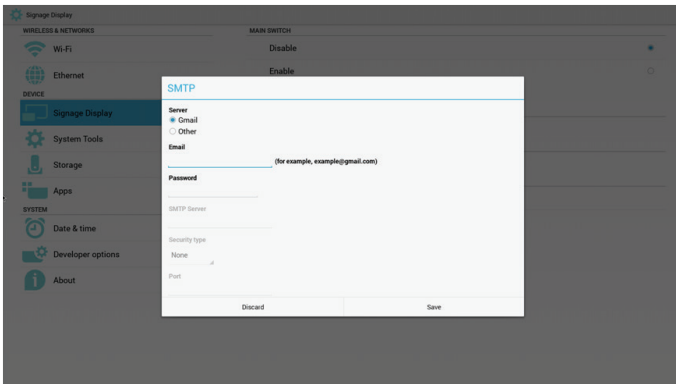 Signage Display
WIRELESS & NETWORKS
Wi-Fi
Ethernet
DEVICE
Signage Display
System Tools
Storage
Apps
SYSTEM
Date & time
Developer options
About
MAIN SWITCH
Disable
Enable
SMTP
Server
Gmail
Other
Email
(for example, example@gmail.com)
Password
SMTP Server
Security type
None
Port
Discard
Save